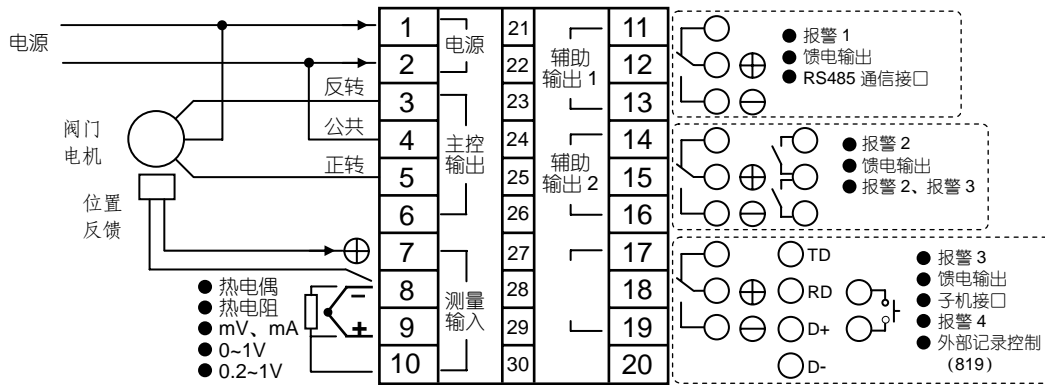 电源
反转
阀门
电机
公共
正转
位置
反馈
● 热电偶
● 热电阻
● mV、mA
● 0~1V
● 0.2~1V
1
2
3
4
5
6
7
8
9
10
电源
主控
输出
测量
输入
21
22
23
24
25
26
27
28
29
30
辅助
输出 1
辅助
输出 2
11
12
13
14
15
16
17
18
19
20
● 报警 1
● 馈电输出
● RS485 通信接口
● 报警 2
● 馈电输出
● 报警 2、报警 3
TD
RD
D+
D-
● 报警 3
● 馈电输出
● 子机接口
● 报警 4
● 外部记录控制
(819)